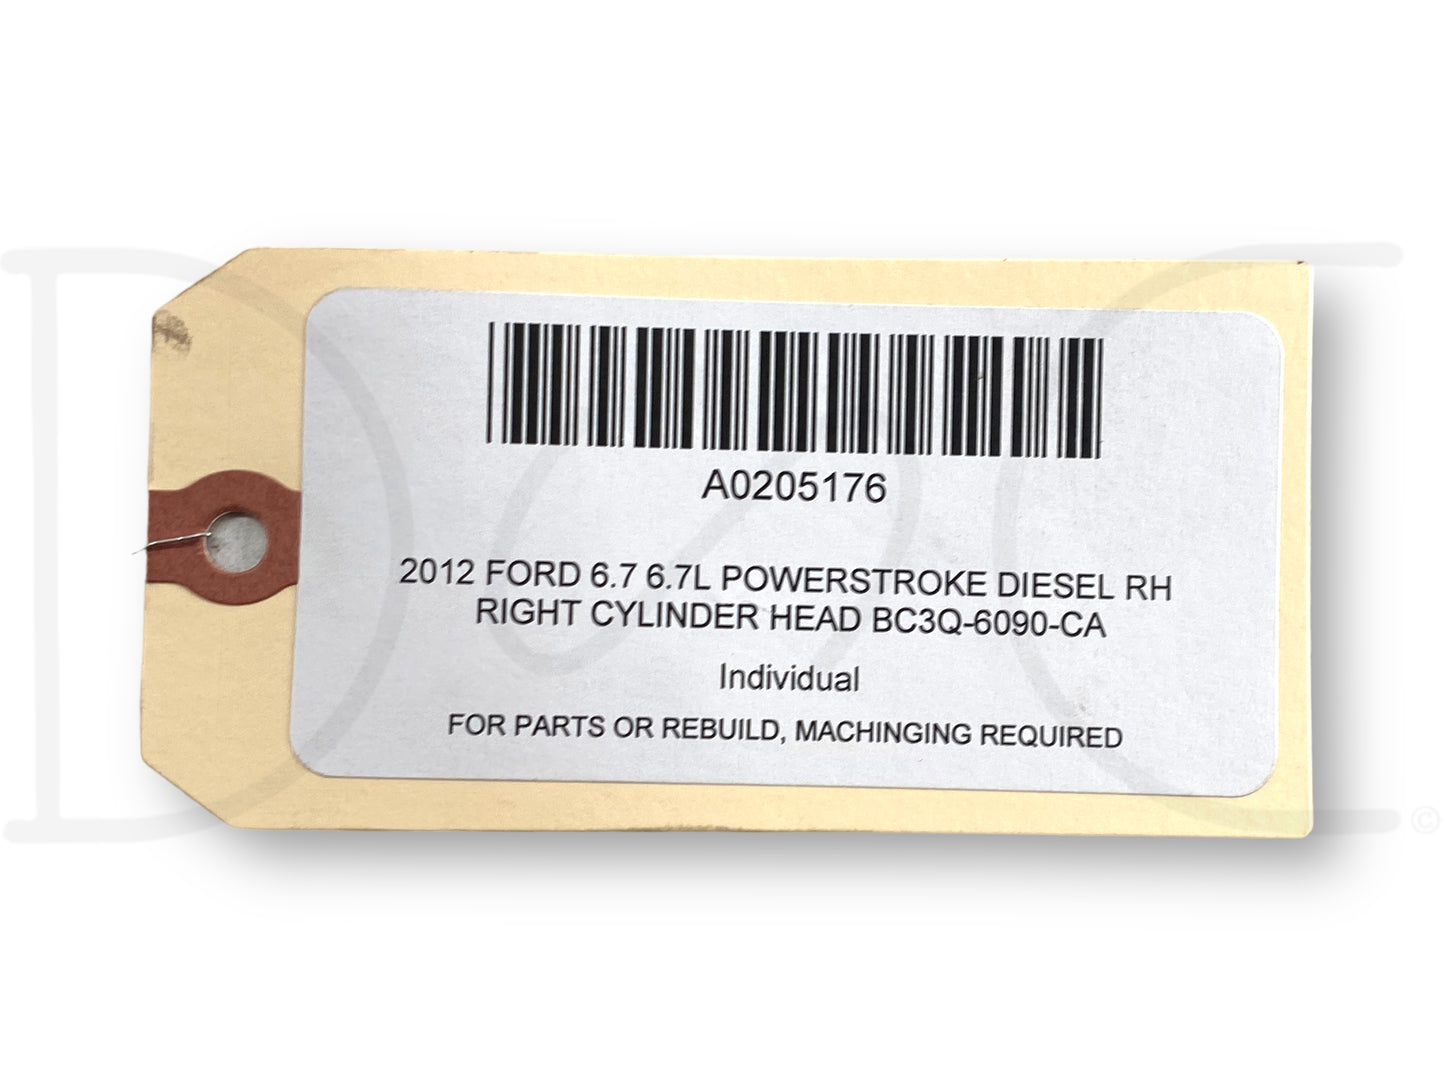 A0205176
2012 FORD 6.7 6.7L POWERSTROKE DIESEL RH
RIGHT CYLINDER HEAD BC3Q-6090-CA
Individual
FOR PARTS OR REBUILD, MACHINGING REQUIRED
©